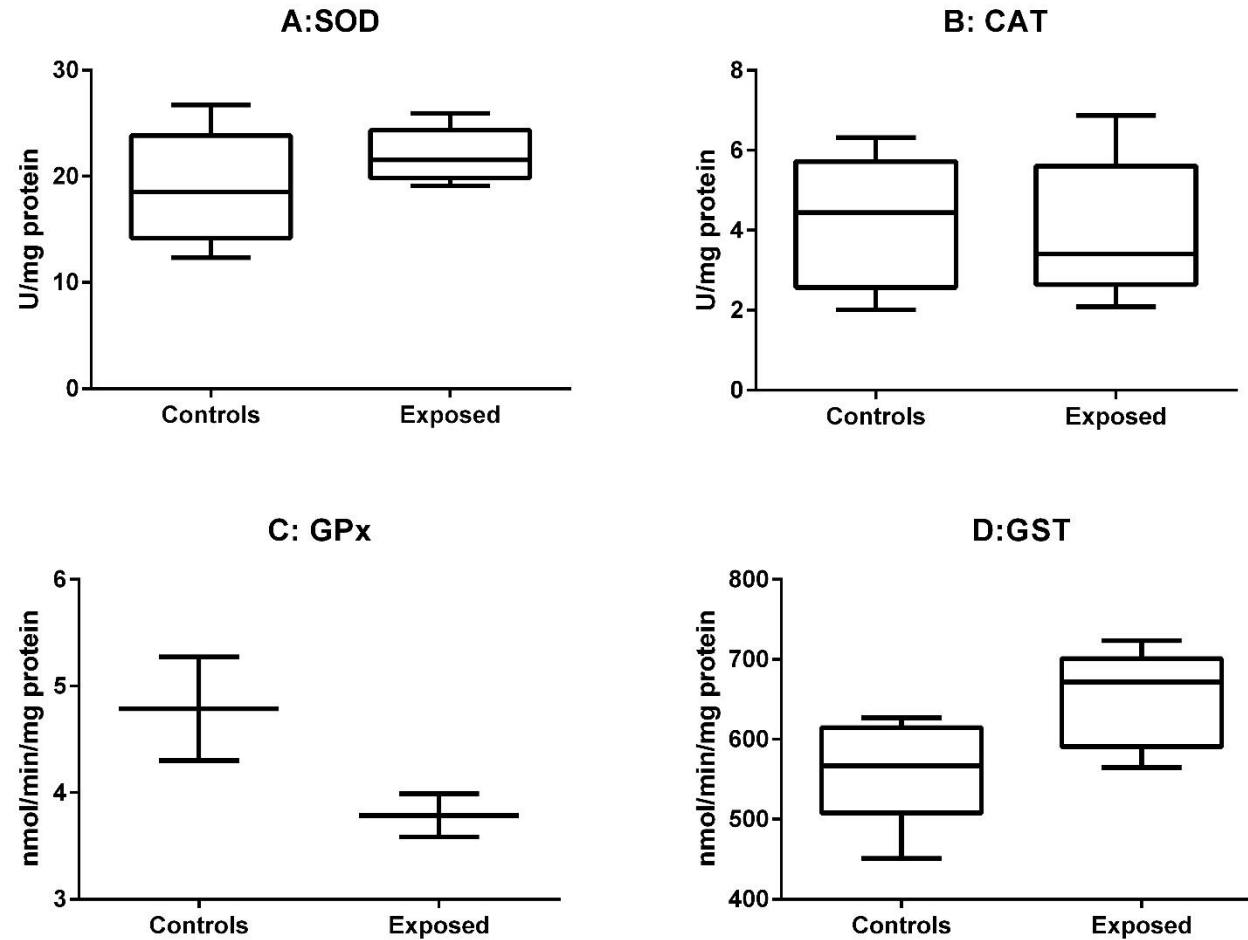 A:SOD
30
20
10
0
U/mg protein
Controls
Exposed
B: CAT
8
6
4
2
0
U/mg protein
Controls
Exposed
C: GPx
6
5
4
3
nmol/min/mg protein
Controls
Exposed
D:GST
800
700
600
500
400
nmol/min/mg protein
Controls
Exposed